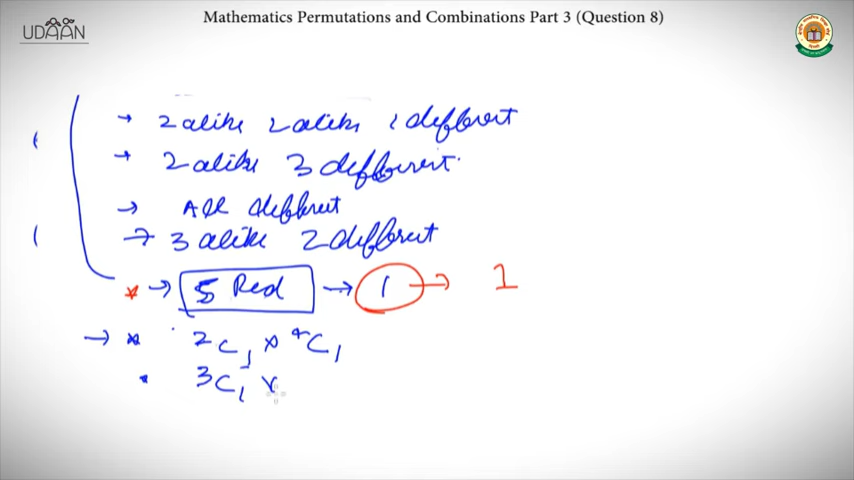 Mathematics Permutations and Combinations Part 3 (Question 8)
UDAAN
→ 2 alike 2 alike 1 different
→ 2 alike 3 different
→ All different
→ 3 alike 2 different
* → 5 Red → 1 → 1
→ * ²C₁ × ⁴C₁
• ³C₁ ×